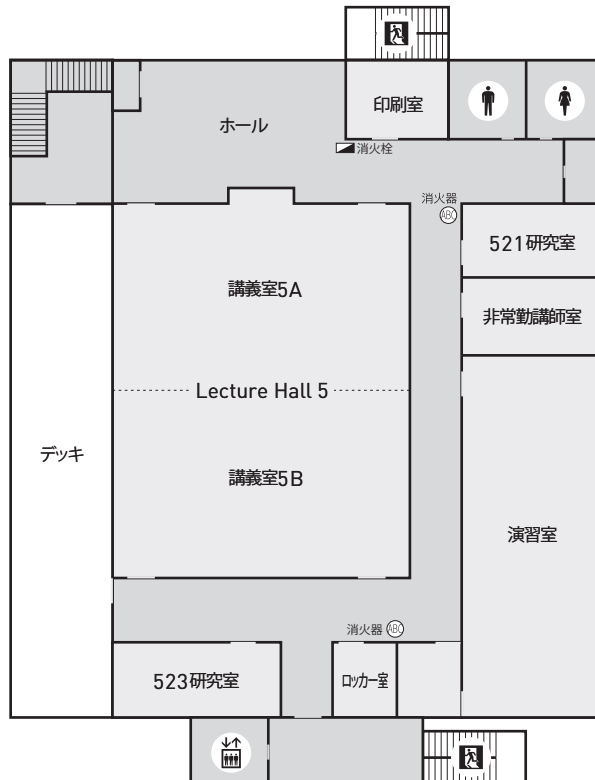 印刷室
ホール
消火栓
消火器
ABC
521研究室
講義室5A
非常勤講師室
Lecture Hall 5
デッキ
講義室5B
演習室
消火器
ABC
523研究室
ロッカー室